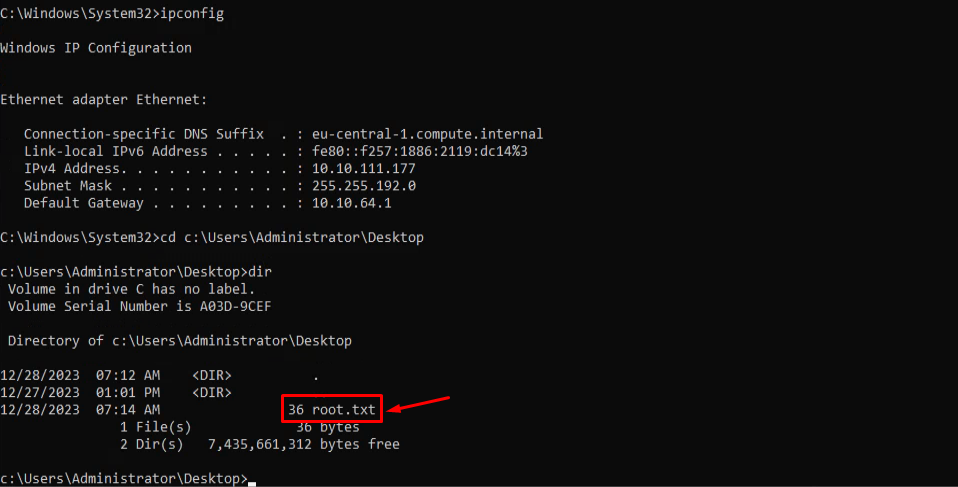 C:\Windows\System32>ipconfig
Windows IP Configuration
Ethernet adapter Ethernet:
   Connection-specific DNS Suffix  . : eu-central-1.compute.internal
   Link-local IPv6 Address . . . . . : fe80::f257:1886:2119:dc14%3
   IPv4 Address. . . . . . . . . . . : 10.10.111.177
   Subnet Mask . . . . . . . . . . . : 255.255.192.0
   Default Gateway . . . . . . . . . : 10.10.64.1
C:\Windows\System32>cd c:\Users\Administrator\Desktop
c:\Users\Administrator\Desktop>dir
 Volume in drive C has no label.
 Volume Serial Number is A03D-9CEF
 Directory of c:\Users\Administrator\Desktop
12/28/2023  07:12 AM    <DIR>          .
12/27/2023  01:01 PM    <DIR>
12/28/2023  07:14 AM                36 root.txt
               1 File(s)             36 bytes
               2 Dir(s)   7,435,661,312 bytes free
c:\Users\Administrator\Desktop>